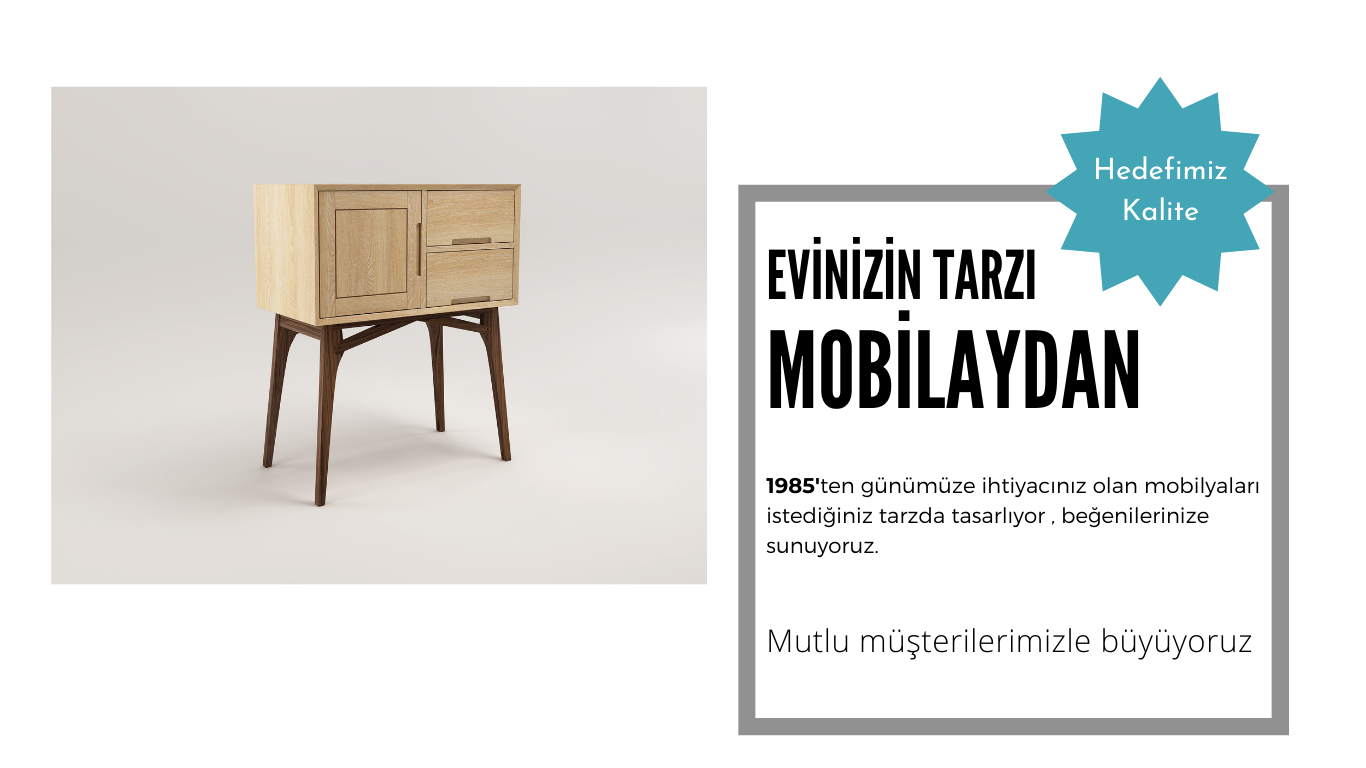 Hedefimiz
Kalite
EVİNİZİN TARZI
MOBİLAYDAN
1985'ten günümüze ihtiyacınız olan mobilyaları
istediğiniz tarzda tasarlıyor , beğenilerinize
sunuyoruz.
Mutlu müşterilerimizle büyüyoruz